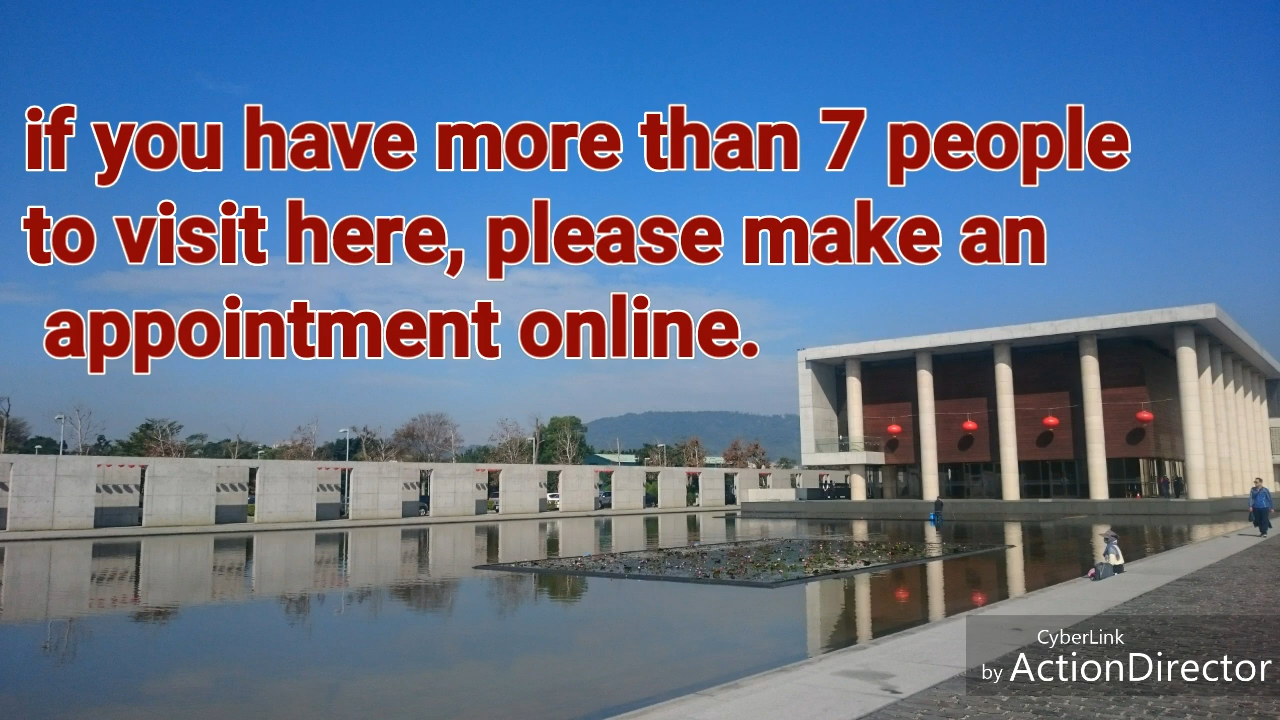 if you have more than 7 people
to visit here, please make an
appointment online.
CyberLink
by ActionDirector